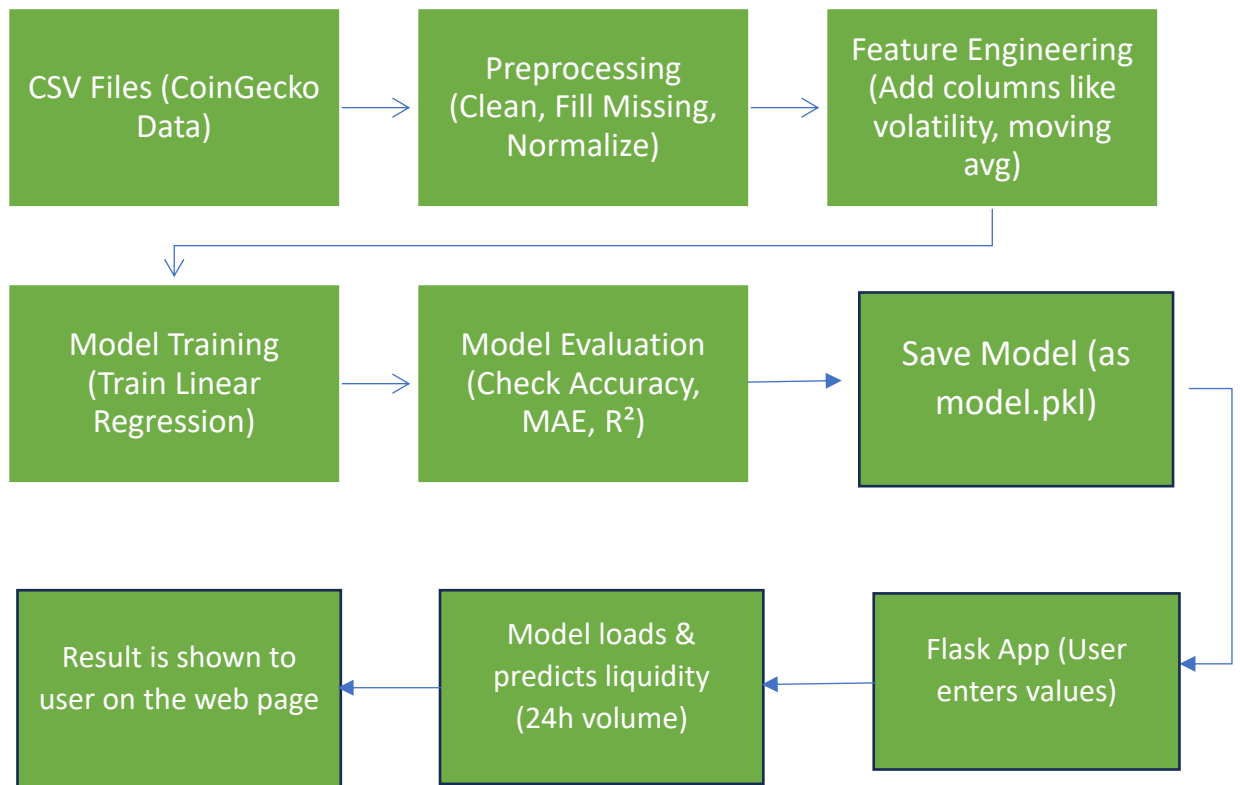 CSV Files (CoinGecko
Data)
Preprocessing
(Clean, Fill Missing,
Normalize)
Feature Engineering
(Add columns like
volatility, moving
avg)
Model Training
(Train Linear
Regression)
Model Evaluation
(Check Accuracy,
MAE, R²)
Save Model (as
model.pkl)
Flask App (User
enters values)
Model loads &
predicts liquidity
(24h volume)
Result is shown to
user on the web page